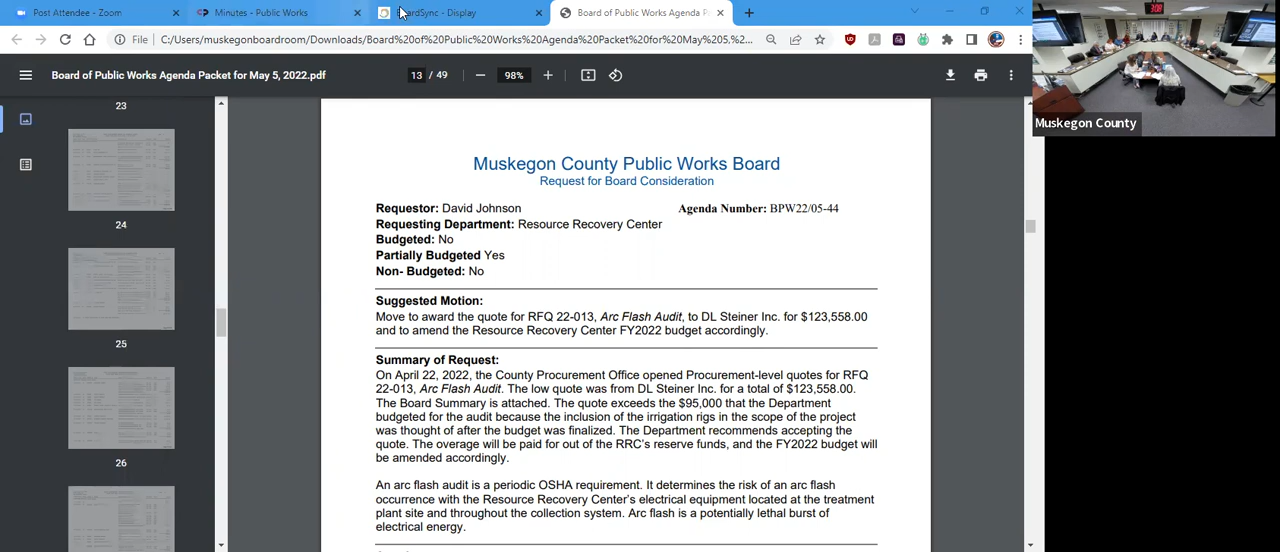 Post Attendee - Zoom
Minutes - Public Works
BoardSync - Display
Board of Public Works Agenda P
File
C:/Users/muskegonboardroom/Downloads/Board%20of%20Public%20Works%20Agenda%20Packet%20for%20May%205,%2...
Board of Public Works Agenda Packet for May 5, 2022.pdf
13 / 49
98%
3:08
Muskegon County
23
24
25
26
Muskegon County Public Works Board
Request for Board Consideration
Requestor: David Johnson
Agenda Number: BPW22/05-44
Requesting Department: Resource Recovery Center
Budgeted: No
Partially Budgeted Yes
Non- Budgeted: No
Suggested Motion:
Move to award the quote for RFQ 22-013, Arc Flash Audit, to DL Steiner Inc. for $123,558.00
and to amend the Resource Recovery Center FY2022 budget accordingly.
Summary of Request:
On April 22, 2022, the County Procurement Office opened Procurement-level quotes for RFQ
22-013, Arc Flash Audit. The low quote was from DL Steiner Inc. for a total of $123,558.00.
The Board Summary is attached. The quote exceeds the $95,000 that the Department
budgeted for the audit because the inclusion of the irrigation rigs in the scope of the project
was thought of after the budget was finalized. The Department recommends accepting the
quote. The overage will be paid for out of the RRC's reserve funds, and the FY2022 budget will
be amended accordingly.
An arc flash audit is a periodic OSHA requirement. It determines the risk of an arc flash
occurrence with the Resource Recovery Center's electrical equipment located at the treatment
plant site and throughout the collection system. Arc flash is a potentially lethal burst of
electrical energy.